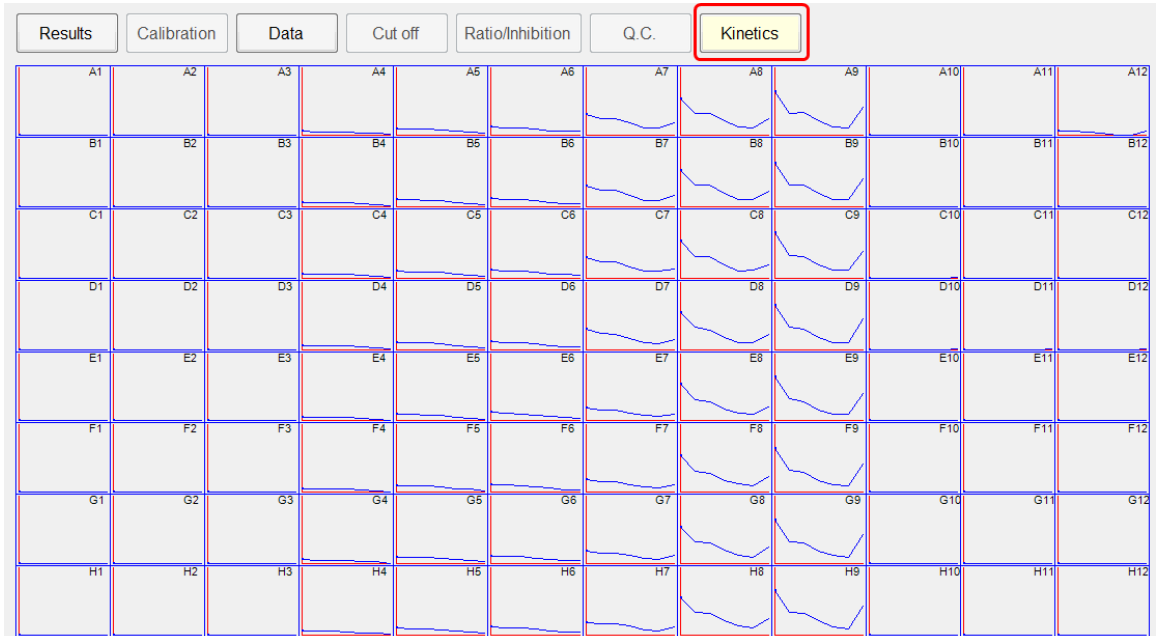 Results Calibration Data Cut off Ratio/Inhibition Q.C. Kinetics
A1 A2 A3 A4 A5 A6 A7 A8 A9 A10 A11 A12
B1 B2 B3 B4 B5 B6 B7 B8 B9 B10 B11 B12
C1 C2 C3 C4 C5 C6 C7 C8 C9 C10 C11 C12
D1 D2 D3 D4 D5 D6 D7 D8 D9 D10 D11 D12
E1 E2 E3 E4 E5 E6 E7 E8 E9 E10 E11 E12
F1 F2 F3 F4 F5 F6 F7 F8 F9 F10 F11 F12
G1 G2 G3 G4 G5 G6 G7 G8 G9 G10 G11 G12
H1 H2 H3 H4 H5 H6 H7 H8 H9 H10 H11 H12